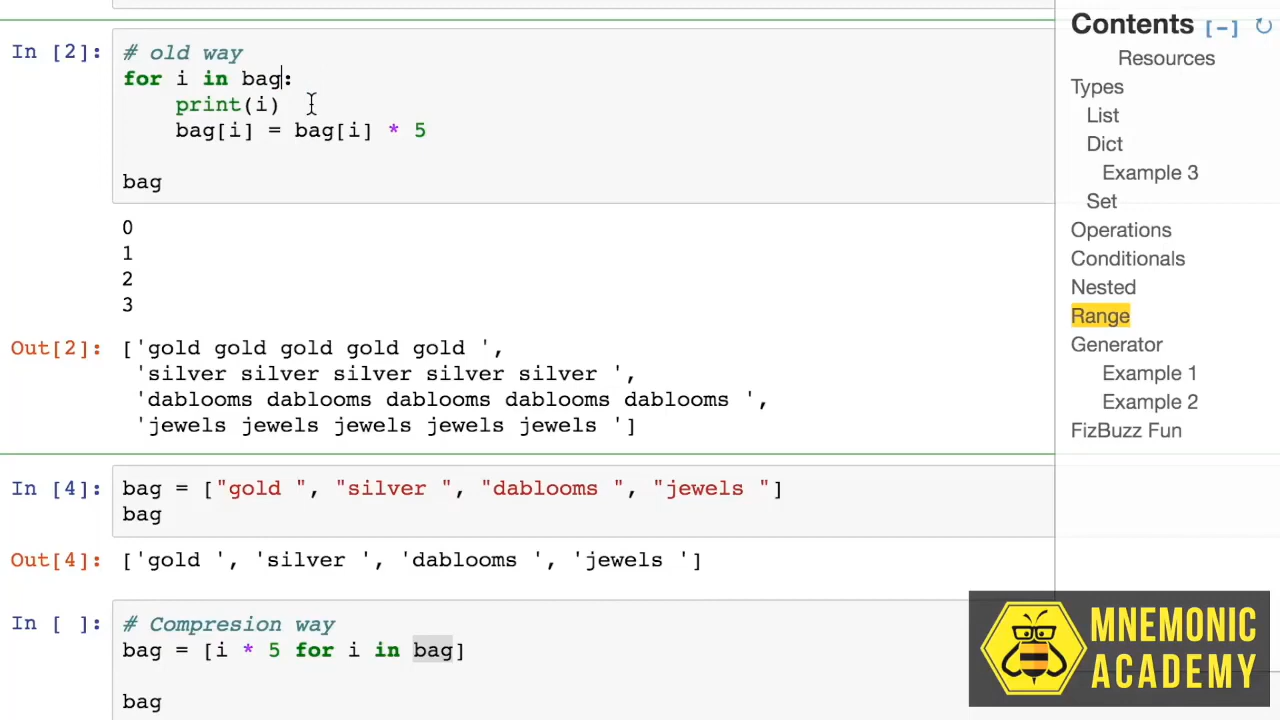 In [2]:
# old way
for i in bag:
    print(i)
    bag[i] = bag[i] * 5
bag
0
1
2
3
Out[2]:
['gold gold gold gold gold ',
 'silver silver silver silver silver ',
 'dablooms dablooms dablooms dablooms dablooms ',
 'jewels jewels jewels jewels jewels ']
In [4]:
bag = ["gold ", "silver ", "dablooms ", "jewels "]
bag
Out[4]:
['gold ', 'silver ', 'dablooms ', 'jewels ']
In [ ]:
# Compresion way
bag = [i * 5 for i in bag]
bag
Contents [-]
Resources
Types
List
Dict
Example 3
Set
Operations
Conditionals
Nested
Range
Generator
Example 1
Example 2
FizBuzz Fun
MNEMONIC
ACADEMY